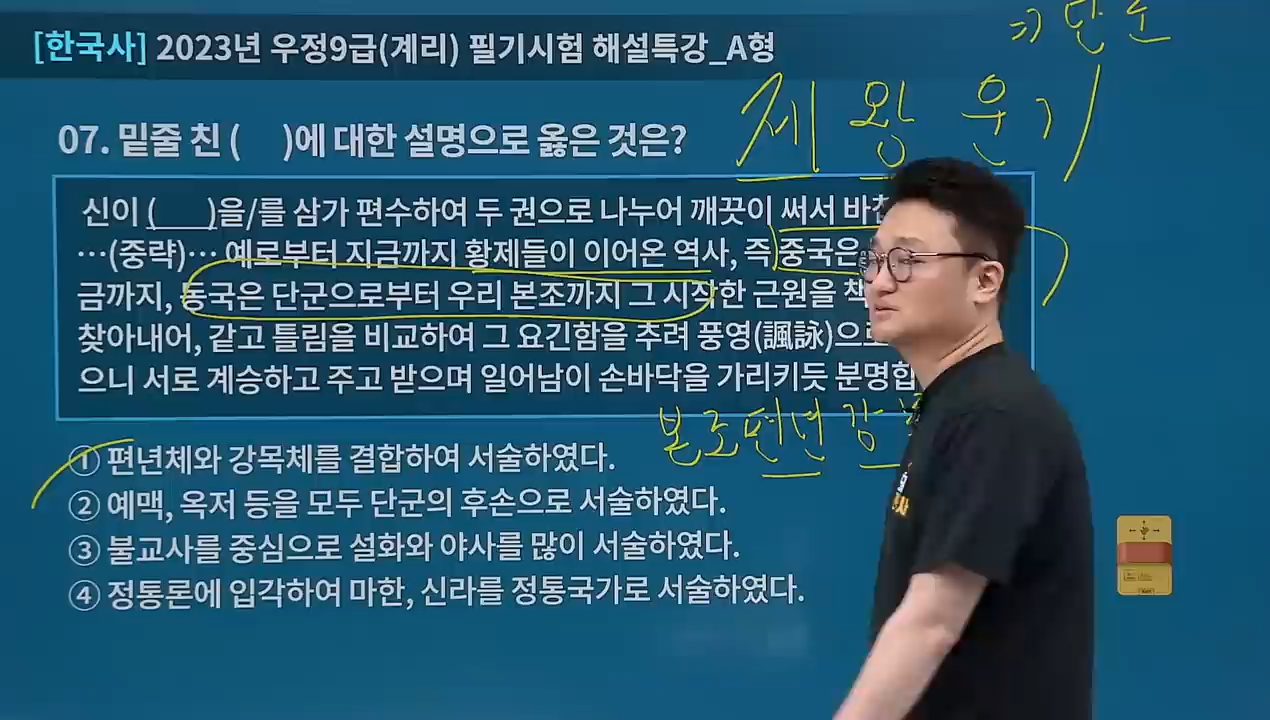 [한국사] 2023년 우정9급(계리) 필기시험 해설특강_A형
제왕운기
07. 밑줄 친 (      )에 대한 설명으로 옳은 것은?
신이 (      )을/를 삼가 편수하여 두 권으로 나누어 깨끗이 써서
…(중략)… 예로부터 지금까지 황제들이 이어온 역사, 즉 중국은
금까지, 동국은 단군으로부터 우리 본조까지 그 시작한 근원을
찾아내어, 같고 틀림을 비교하여 그 요긴함을 추려 풍영(諷詠)으로
으니 서로 계승하고 주고 받으며 일어남이 손바닥을 가리키듯 분명합
본조편년강
① 편년체와 강목체를 결합하여 서술하였다.
② 예맥, 옥저 등을 모두 단군의 후손으로 서술하였다.
③ 불교사를 중심으로 설화와 야사를 많이 서술하였다.
④ 정통론에 입각하여 마한, 신라를 정통국가로 서술하였다.